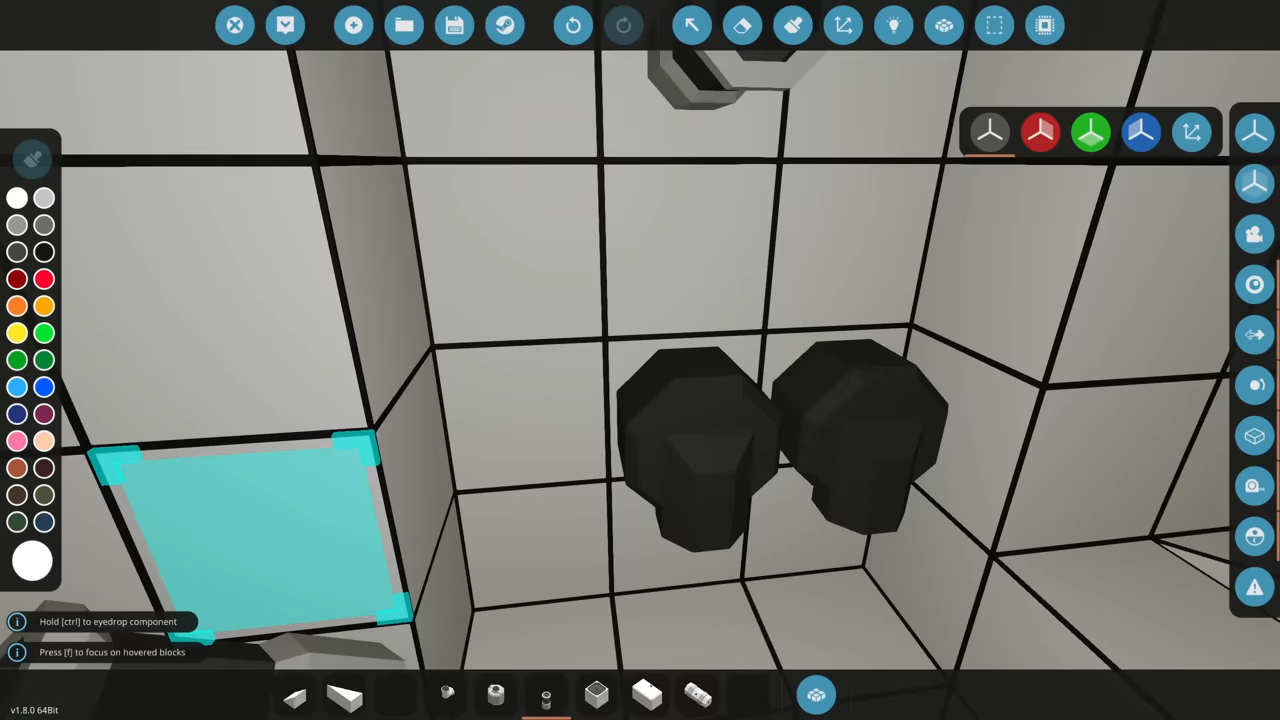 Hold [ctrl] to eyedrop component
Press [f] to focus on hovered blocks
v1.8.0 64Bit